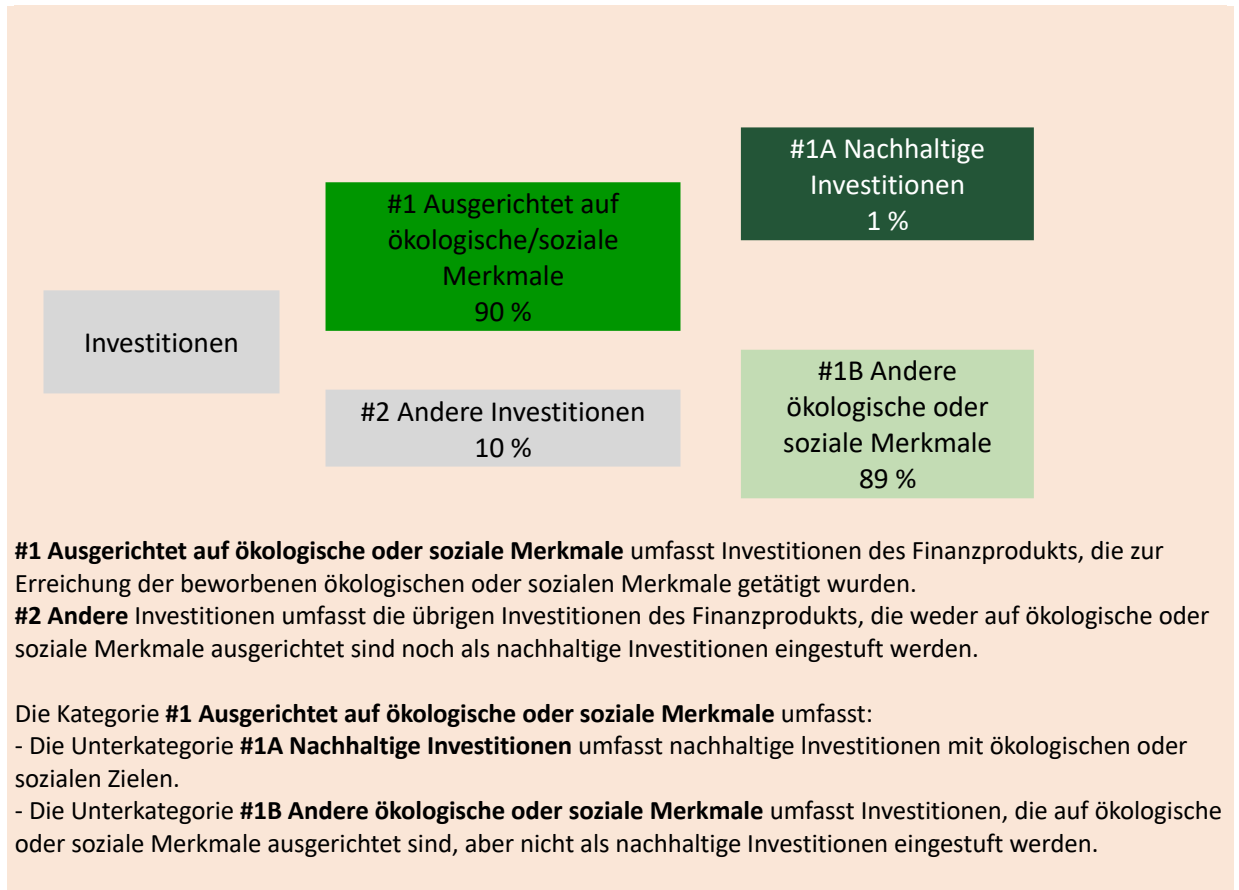 #1A Nachhaltige
Investitionen
1 %
#1 Ausgerichtet auf
ökologische/soziale
Merkmale
90 %
Investitionen
#2 Andere Investitionen
10 %
#1B Andere
ökologische oder
soziale Merkmale
89 %
#1 Ausgerichtet auf ökologische oder soziale Merkmale umfasst Investitionen des Finanzprodukts, die zur
Erreichung der beworbenen ökologischen oder sozialen Merkmale getätigt wurden.
#2 Andere Investitionen umfasst die übrigen Investitionen des Finanzprodukts, die weder auf ökologische oder
soziale Merkmale ausgerichtet sind noch als nachhaltige Investitionen eingestuft werden.
Die Kategorie #1 Ausgerichtet auf ökologische oder soziale Merkmale umfasst:
- Die Unterkategorie #1A Nachhaltige Investitionen umfasst nachhaltige Investitionen mit ökologischen oder
sozialen Zielen.
- Die Unterkategorie #1B Andere ökologische oder soziale Merkmale umfasst Investitionen, die auf ökologische
oder soziale Merkmale ausgerichtet sind, aber nicht als nachhaltige Investitionen eingestuft werden.